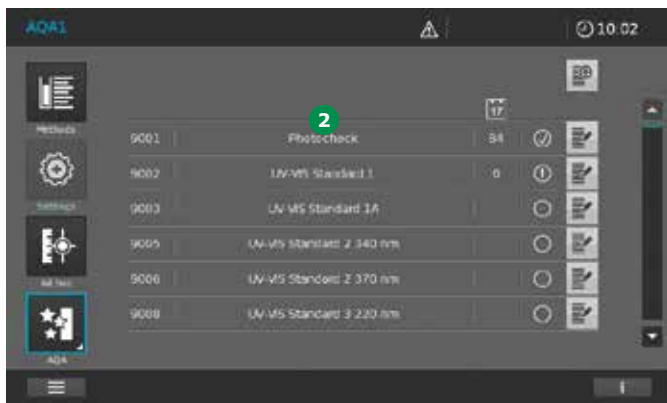 AQA1
10:02
Methods
Settings
AQA
2
17
9001 Photocheck 84
9002 UV-VIS Standard 1 0
9003 UV-VIS Standard 1A
9005 UV-VIS Standard 2 340 nm
9006 UV-VIS Standard 2 370 nm
9008 UV-VIS Standard 3 220 nm
i